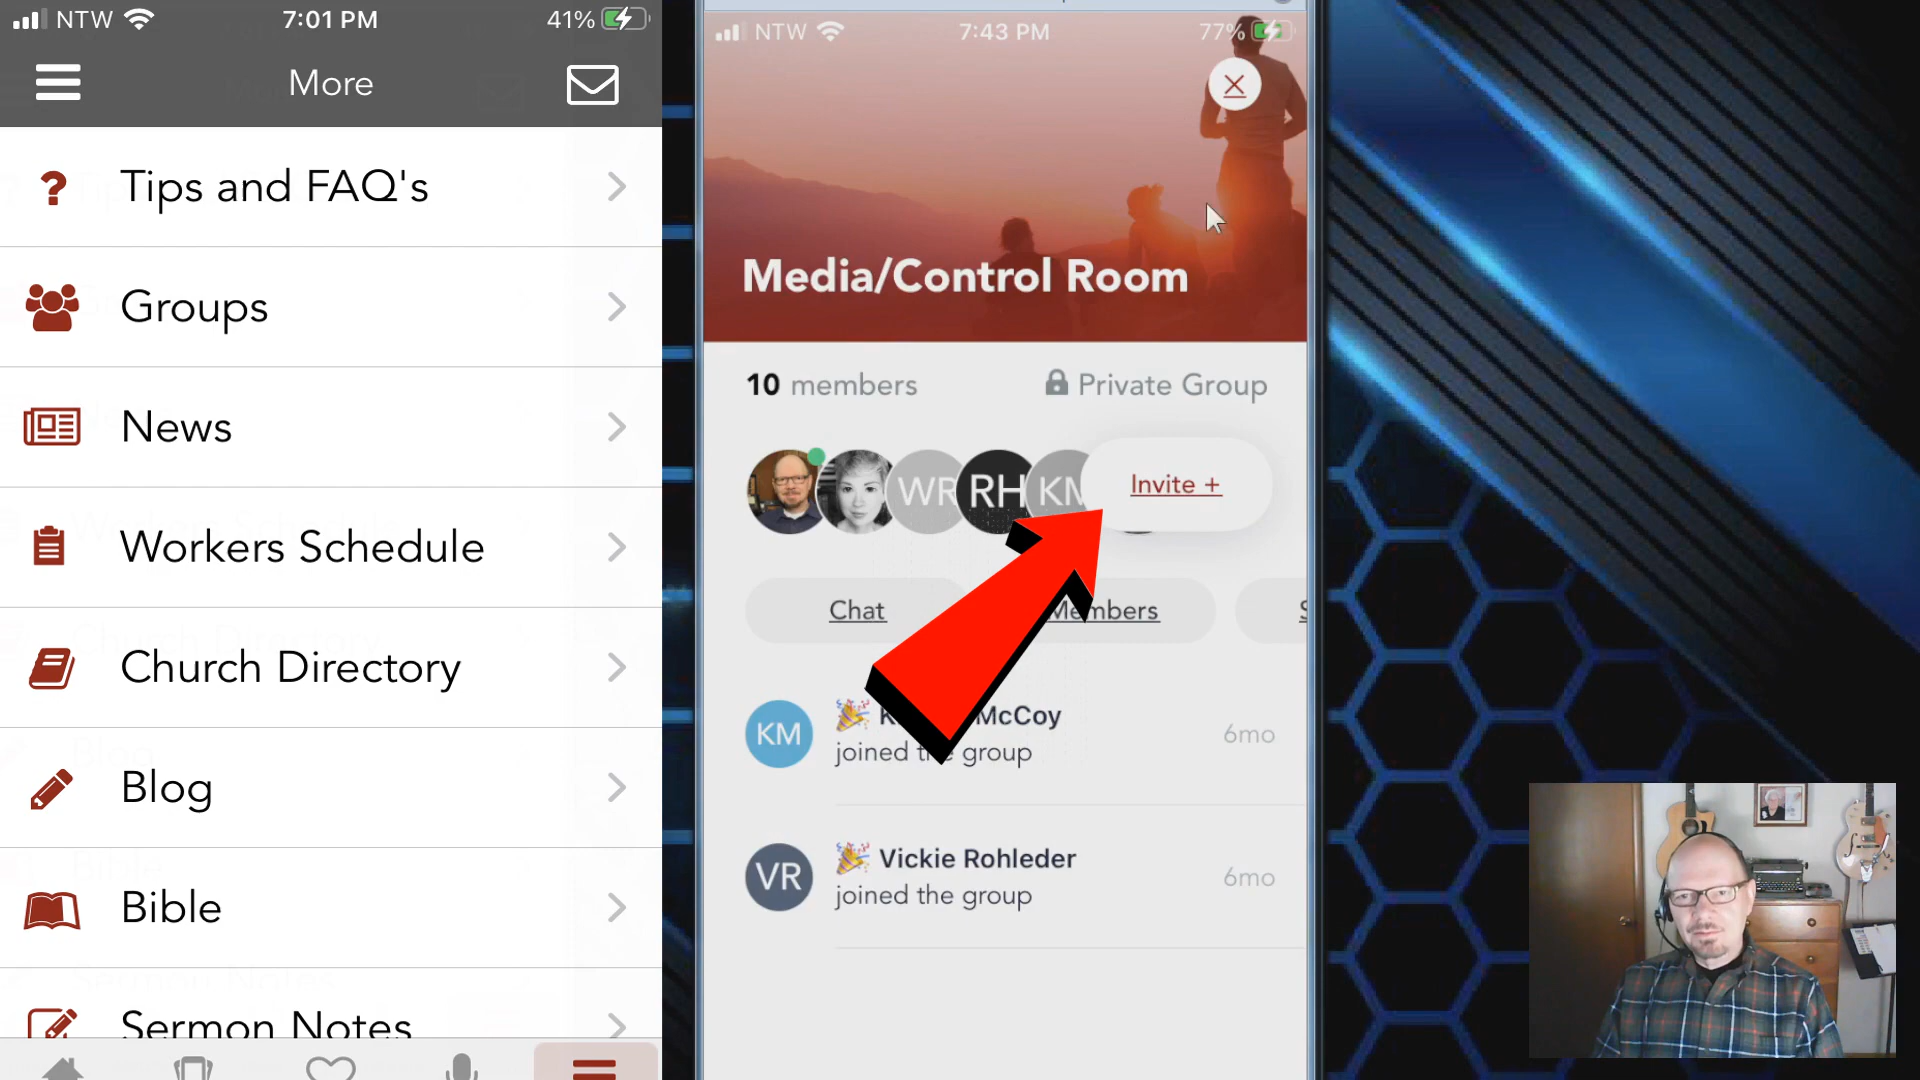 NTW 7:01 PM 41%
More
Tips and FAQ's
Groups
News
Workers Schedule
Church Directory
Blog
Bible
Sermon Notes
NTW 7:43 PM 77%
Media/Control Room
10 members Private Group
WR RH KM Invite +
Chat Members S
KM McCoy 6mo
joined the group
VR Vickie Rohleder 6mo
joined the group